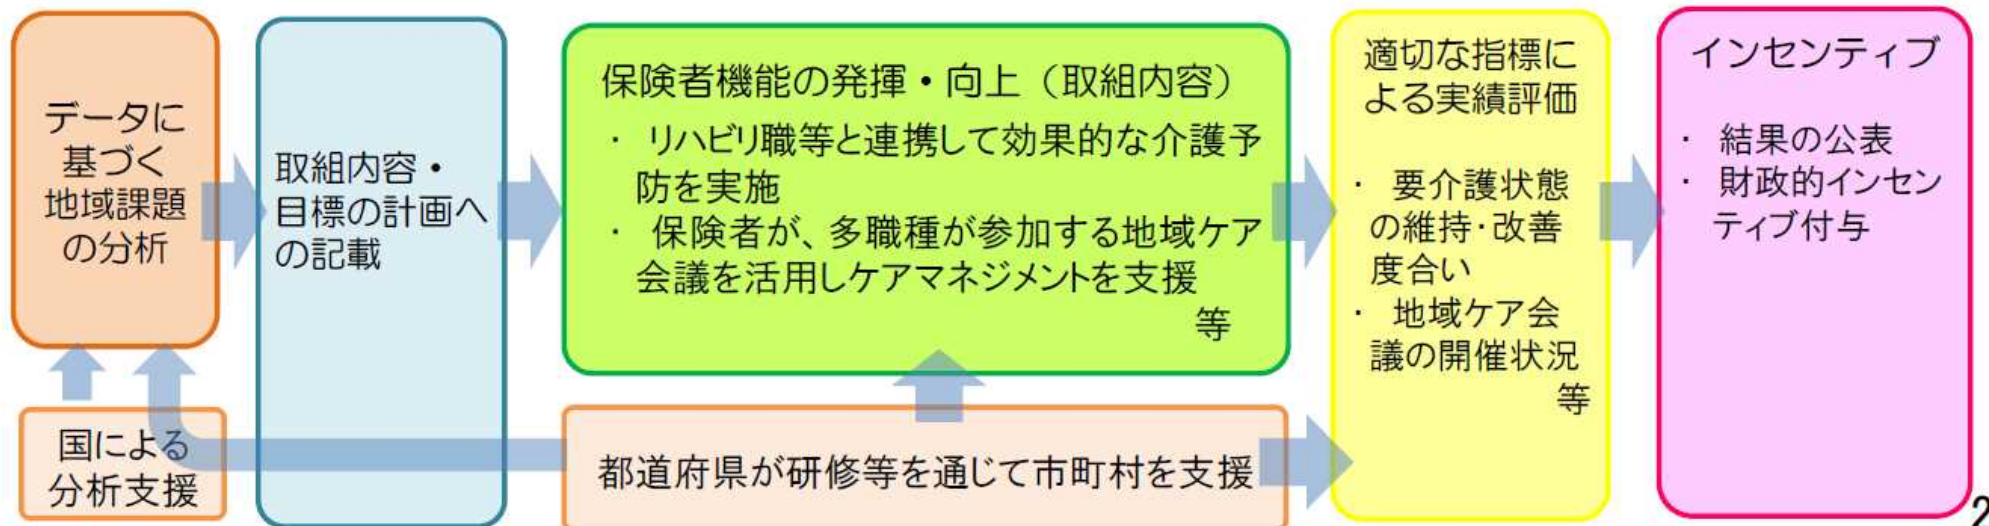 データに
基づく
地域課題
の分析
取組内容・
目標の計画へ
の記載
保険者機能の発揮・向上（取組内容）
・ リハビリ職等と連携して効果的な介護予
防を実施
・ 保険者が、多職種が参加する地域ケア
会議を活用しケアマネジメントを支援
等
適切な指標に
よる実績評価
・ 要介護状態
の維持・改善
度合い
・ 地域ケア会
議の開催状況
等
インセンティブ
・ 結果の公表
・ 財政的インセン
ティブ付与
国による
分析支援
都道府県が研修等を通じて市町村を支援
2